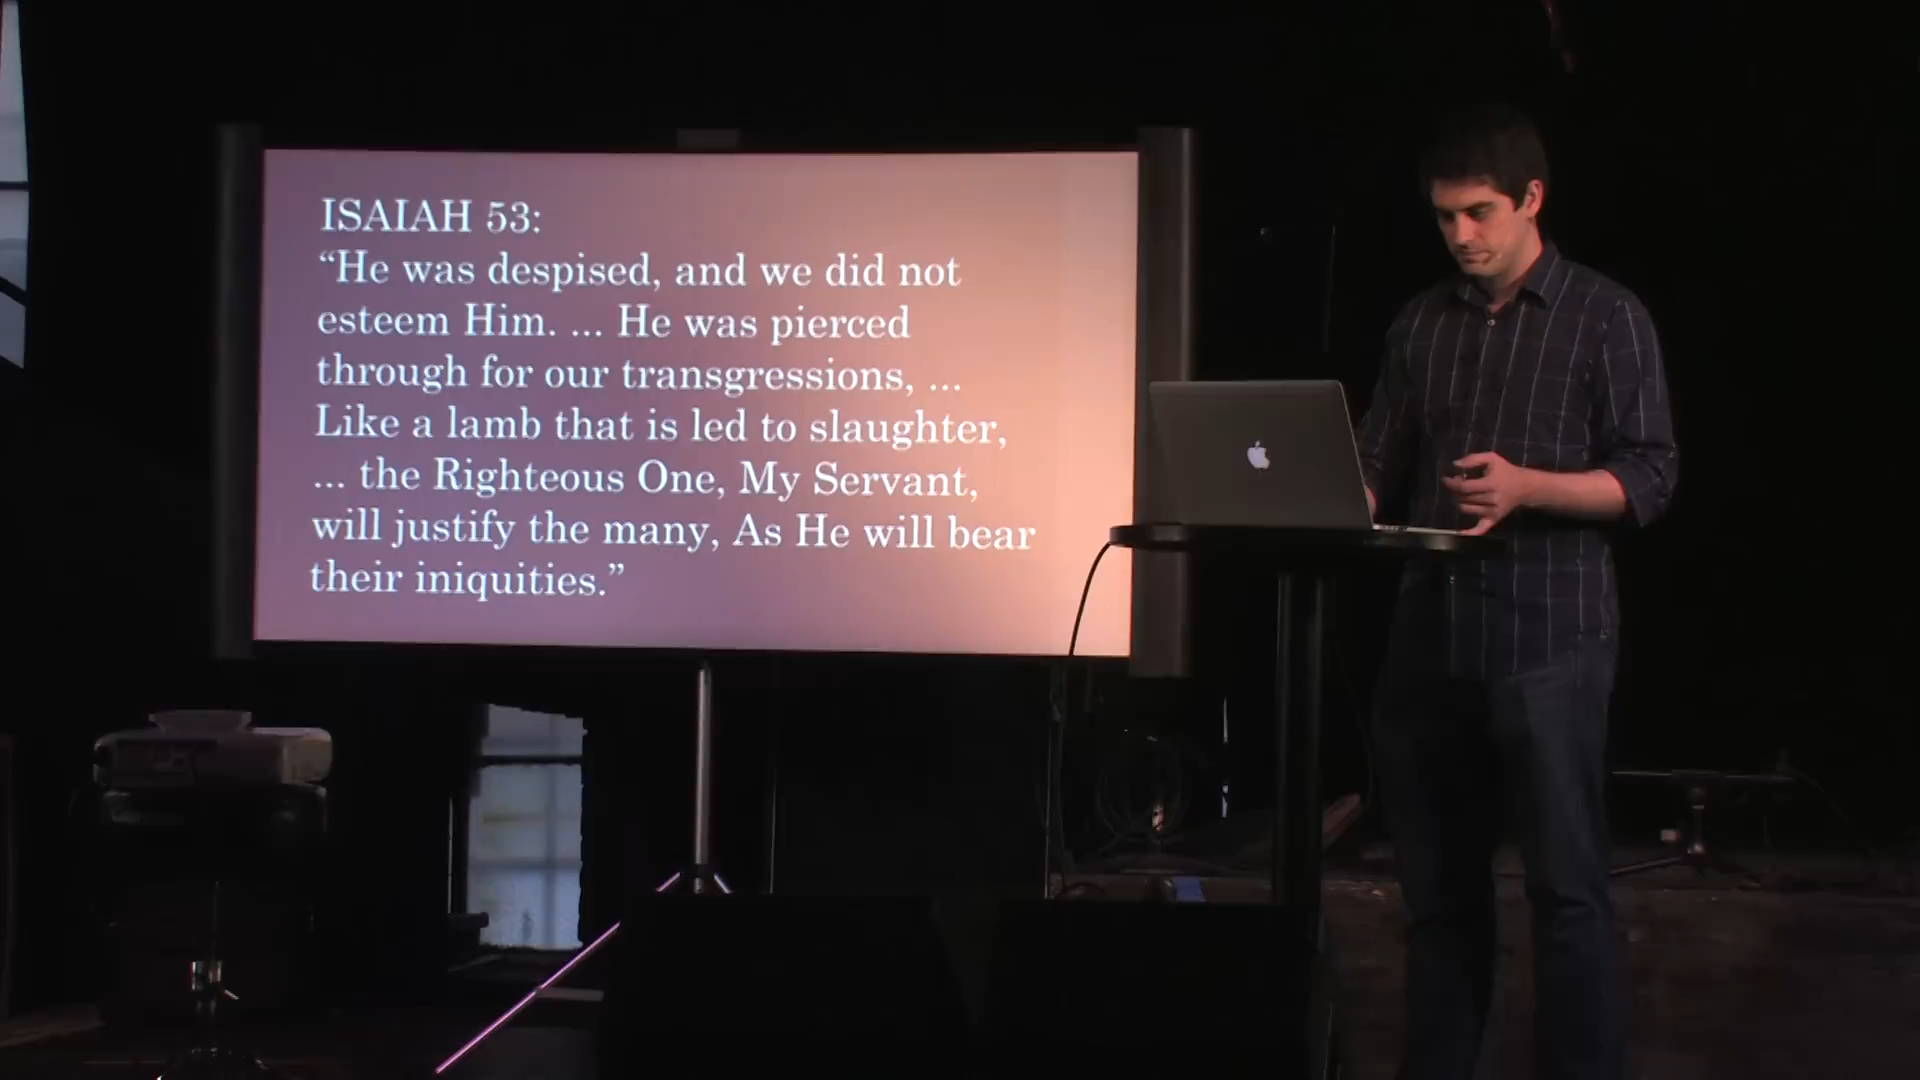 ISAIAH 53:
“He was despised, and we did not
esteem Him. ... He was pierced
through for our transgressions, ...
Like a lamb that is led to slaughter,
... the Righteous One, My Servant,
will justify the many, As He will bear
their iniquities.”